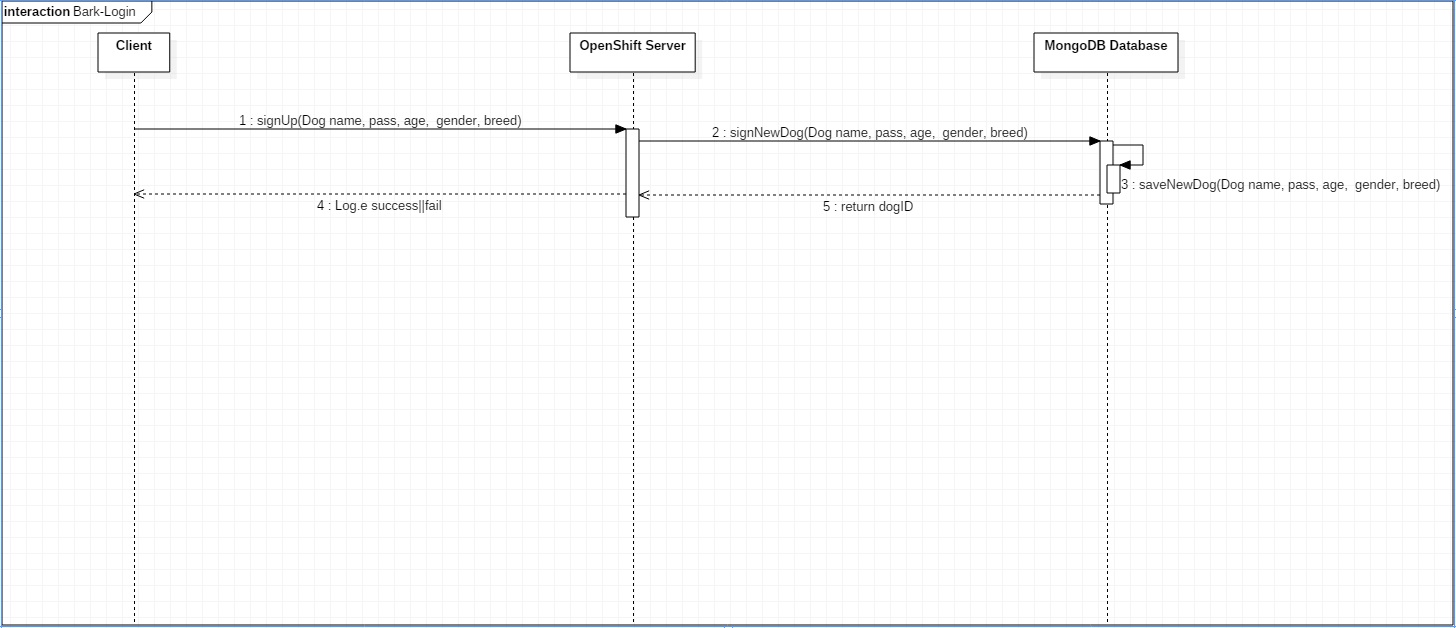 interaction Bark-Login
Client
OpenShift Server
MongoDB Database
1 : signUp(Dog name, pass, age,  gender, breed)
2 : signNewDog(Dog name, pass, age,  gender, breed)
3 : saveNewDog(Dog name, pass, age,  gender, breed)
4 : Log.e success||fail
5 : return dogID